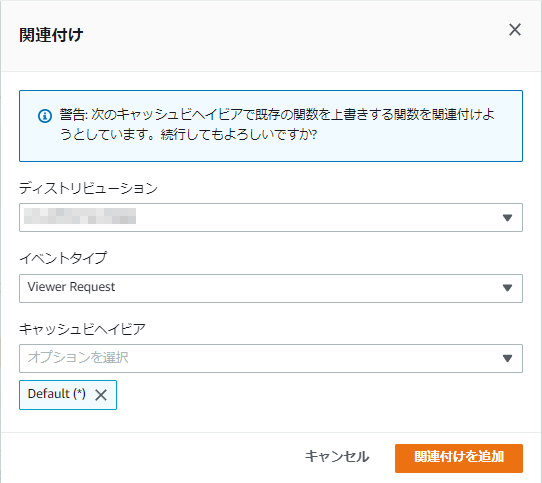 関連付け
警告: 次のキャッシュビヘイビアで既存の関数を上書きする関数を関連付けよ
うとしています。続行してもよろしいですか?
ディストリビューション
イベントタイプ
Viewer Request
キャッシュビヘイビア
オプションを選択
Default (*)
キャンセル
関連付けを追加